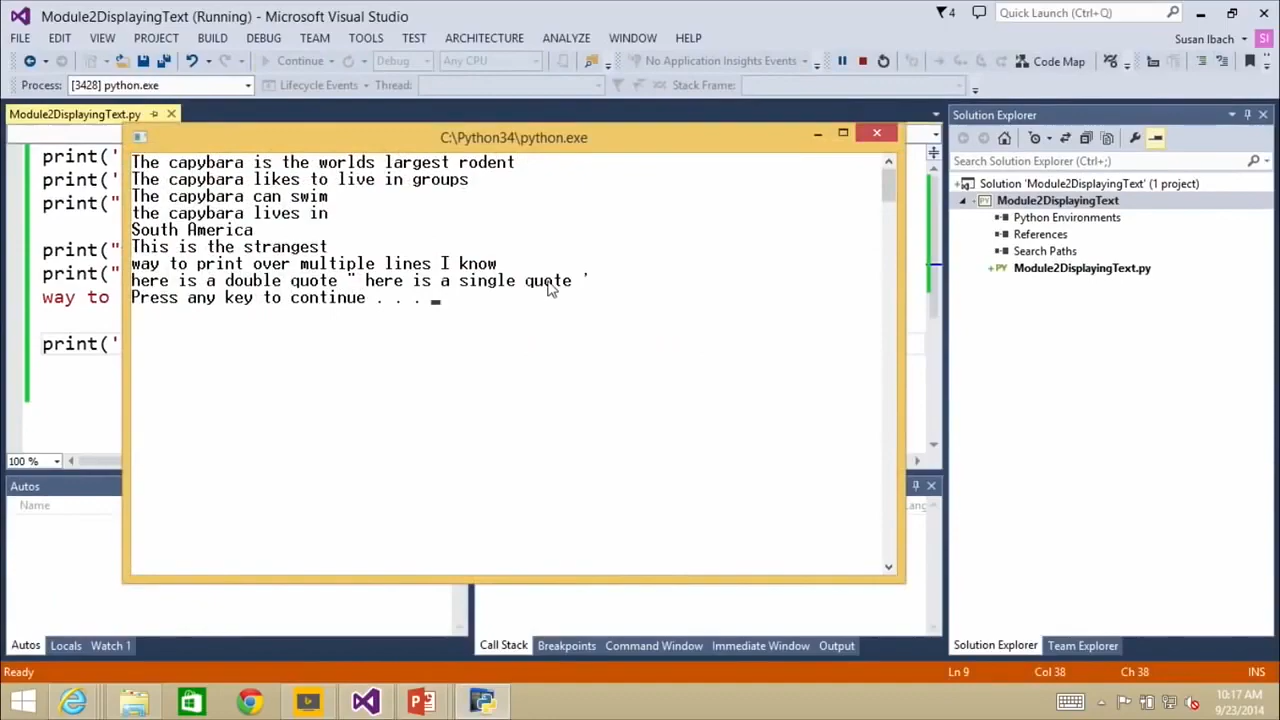 Module2DisplayingText (Running) - Microsoft Visual Studio
4
Quick Launch (Ctrl+Q)
FILE EDIT VIEW PROJECT BUILD DEBUG TEAM TOOLS TEST ARCHITECTURE ANALYZE WINDOW HELP
Susan Ibach SI
Continue Debug Any CPU No Application Insights Events Code Map
Process: [3428] python.exe Lifecycle Events Thread: Stack Frame:
Module2DisplayingText.py
Solution Explorer
C:\Python34\python.exe
Search Solution Explorer (Ctrl+;)
print('
print('
print("
print("
print("
way to
print('
The capybara is the worlds largest rodent
The capybara likes to live in groups
The capybara can swim
the capybara lives in
South America
This is the strangest
way to print over multiple lines I know
here is a double quote " here is a single quote '
Press any key to continue . . . _
Solution 'Module2DisplayingText' (1 project)
Module2DisplayingText
Python Environments
References
Search Paths
Module2DisplayingText.py
100 %
Autos
Name
Lang
Autos Locals Watch 1
Call Stack Breakpoints Command Window Immediate Window Output
Solution Explorer Team Explorer
Ready
Ln 9 Col 38 Ch 38 INS
10:17 AM
9/23/2014